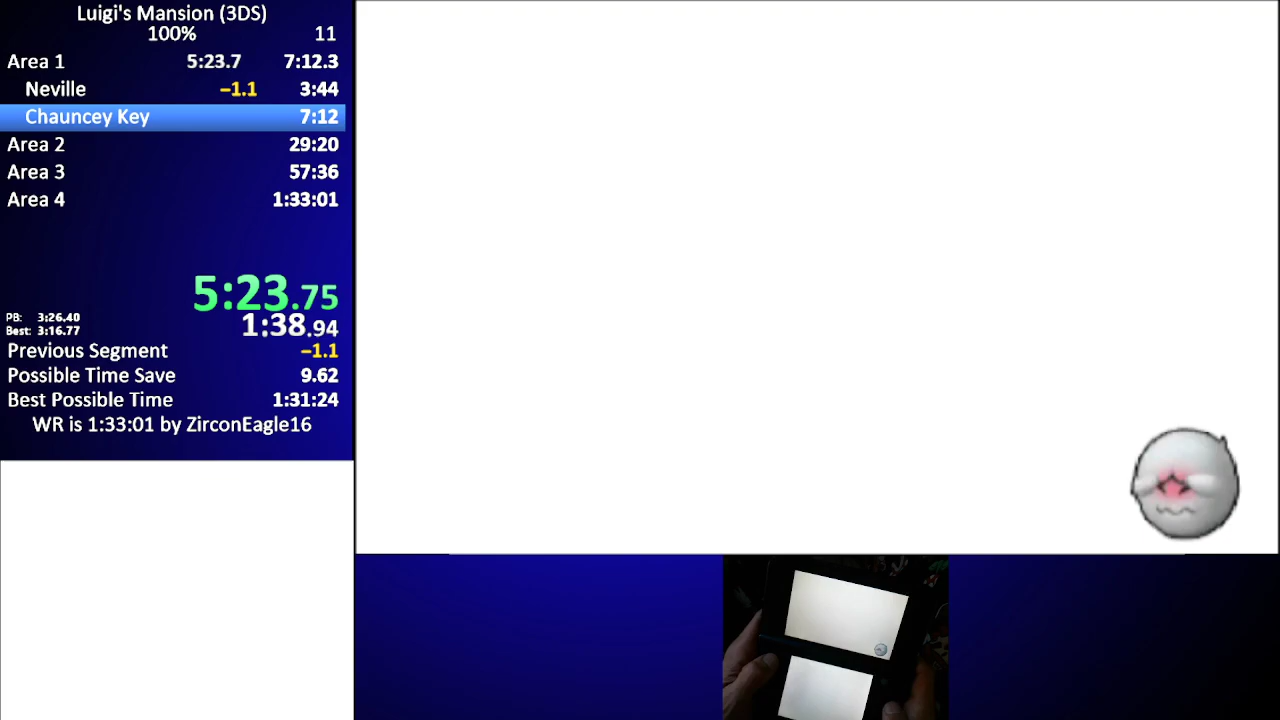 Luigi's Mansion (3DS)
100% 11
Area 1 5:23.7 7:12.3
Neville −1.1 3:44
Chauncey Key 7:12
Area 2 29:20
Area 3 57:36
Area 4 1:33:01
5:23.75
PB: 3:26.40
Best: 3:16.77
1:38.94
Previous Segment −1.1
Possible Time Save 9.62
Best Possible Time 1:31:24
WR is 1:33:01 by ZirconEagle16